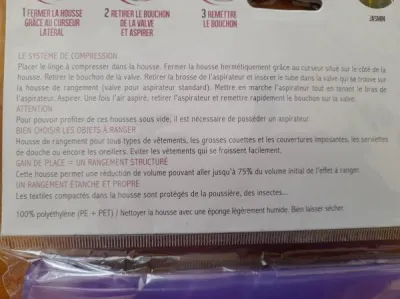 1 FERMER LA HOUSSE
GRÂCE AU CURSEUR
LATÉRAL
2 RETIRER LE BOUCHON
DE LA VALVE
ET ASPIRER
3 REMETTRE
LE BOUCHON
JASMIN
LE SYSTÈME DE COMPRESSION
Placer le linge à compresser dans la housse. Fermer la housse hermétiquement grâce au curseur situé sur le côté de la
housse. Retirer le bouchon de la valve. Retirer la brosse de l'aspirateur et insérer le tube dans la valve qui se trouve sur
la housse de rangement (valve pour aspirateur standard). Mettre en marche l'aspirateur tout en tenant le bras de
l'aspirateur. Aspirer. Une fois l'air aspiré, retirer l'aspirateur et remettre rapidement le bouchon sur la valve.
ATTENTION
Pour pouvoir profiter de ces housses sous vide, il est nécessaire de posséder un aspirateur.
BIEN CHOISIR LES OBJETS À RANGER
Housse de rangement pour tous types de vêtements, les grosses couettes et les couvertures imposantes, les serviettes
de douche ou encore les oreillers. Eviter les vêtements qui se froissent facilement.
GAIN DE PLACE = UN RANGEMENT STRUCTURÉ
Cette housse permet une réduction de volume pouvant aller jusqu'à 75% du volume initial de l'effet à ranger.
UN RANGEMENT ÉTANCHE ET PROPRE
Les textiles compactés dans la housse sont protégés de la poussière, des insectes...
100% polyethylène (PE + PET) / Nettoyer la housse avec une éponge légèrement humide. Bien laisser sécher.